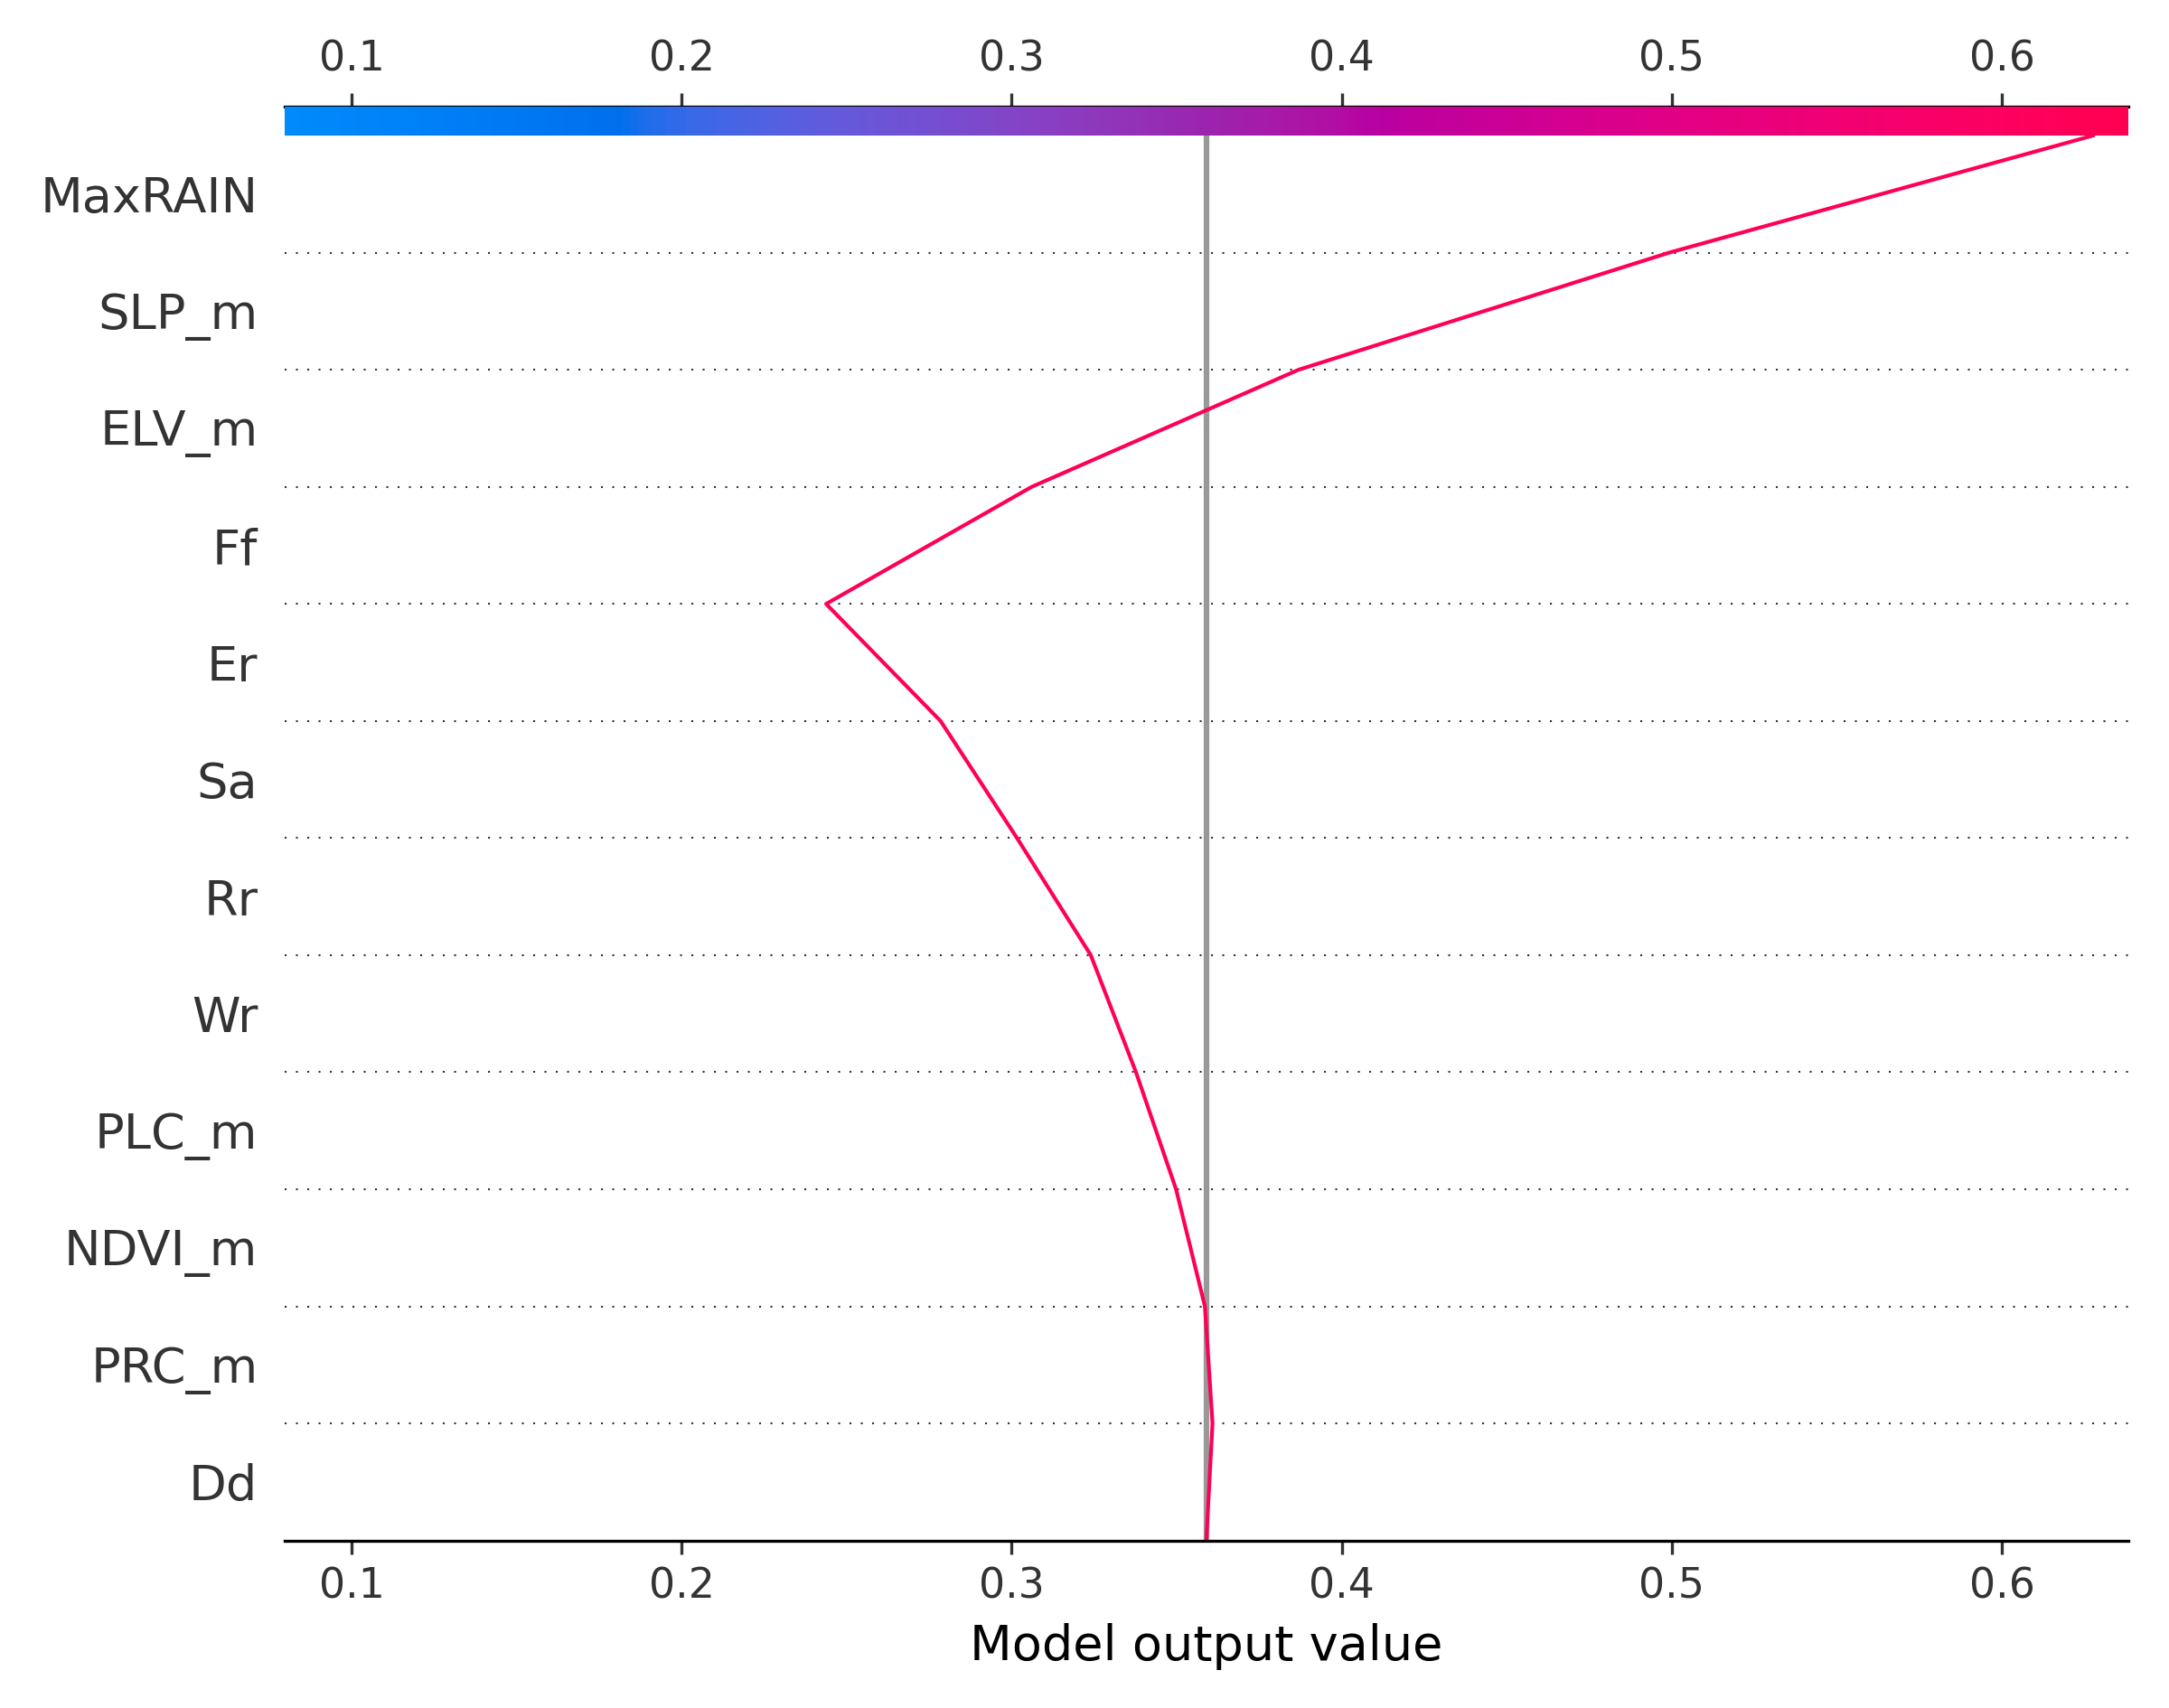 0.1 0.2 0.3 0.4 0.5 0.6
MaxRAIN
SLP_m
ELV_m
Ff
Er
Sa
Rr
Wr
PLC_m
NDVI_m
PRC_m
Dd
0.1 0.2 0.3 0.4 0.5 0.6
Model output value